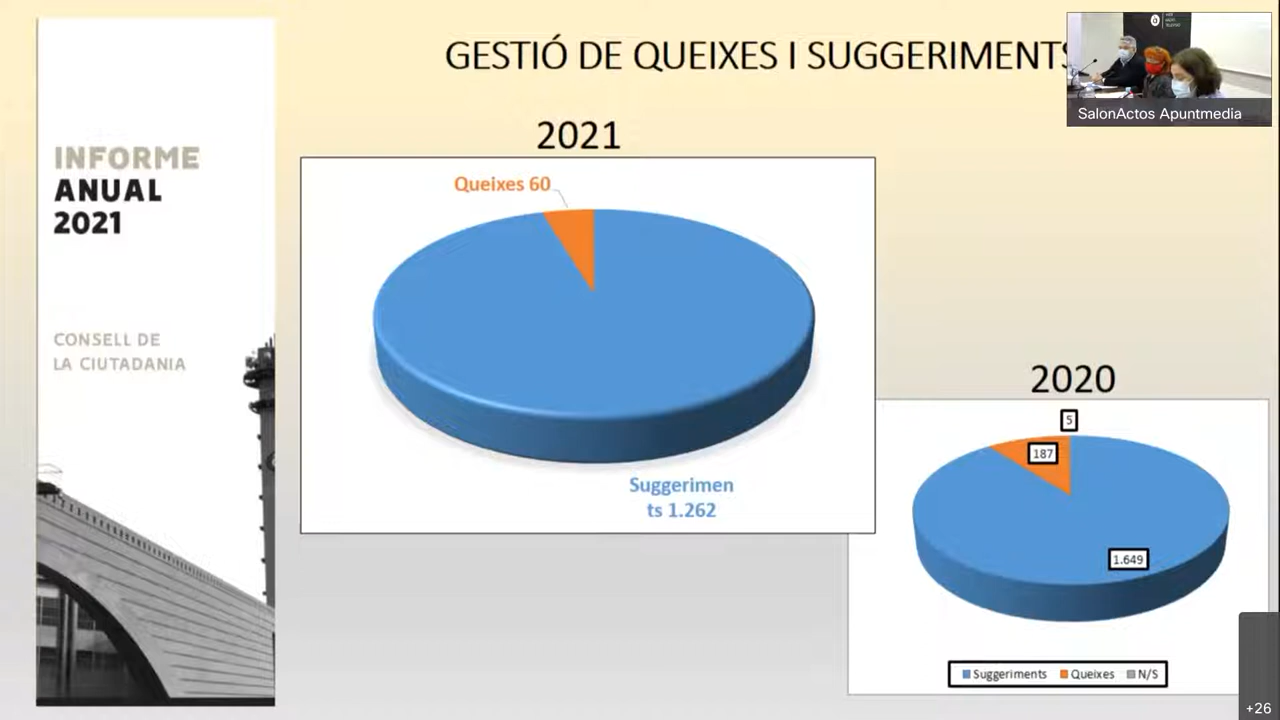 GESTIÓ DE QUEIXES I SUGGERIMENTS
SalonActos Apuntmedia
INFORME
ANUAL
2021
CONSELL DE
LA CIUTADANIA
2021
Queixes 60
Suggerimen
ts 1.262
2020
5
187
1.649
Suggeriments Queixes N/S
+26